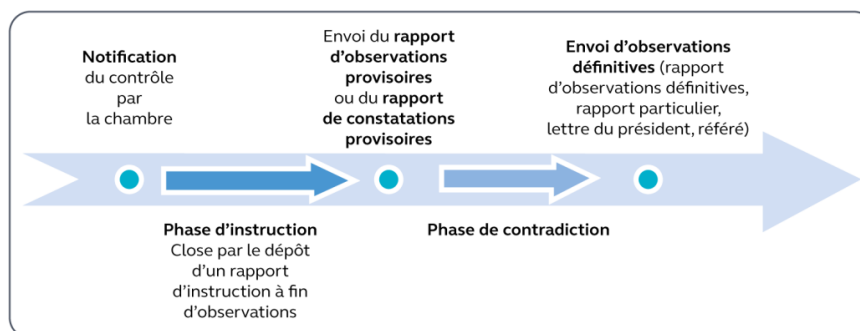 Notification
du contrôle
par
la chambre
Envoi du rapport
d'observations
provisoires
ou du rapport
de constatations
provisoires
Envoi d'observations
définitives (rapport
d'observations définitives,
rapport particulier,
lettre du président, référé)
Phase d'instruction
Close par le dépôt
d'un rapport
d'instruction à fin
d'observations
Phase de contradiction